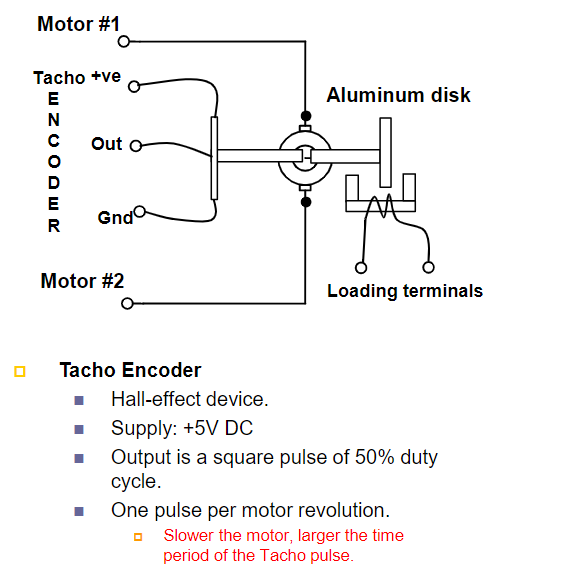 Motor #1
Tacho +ve
ENCODER
Aluminum disk
Out
Gnd
Motor #2
Loading terminals
Tacho Encoder
Hall-effect device.
Supply: +5V DC
Output is a square pulse of 50% duty
cycle.
One pulse per motor revolution.
Slower the motor, larger the time
period of the Tacho pulse.